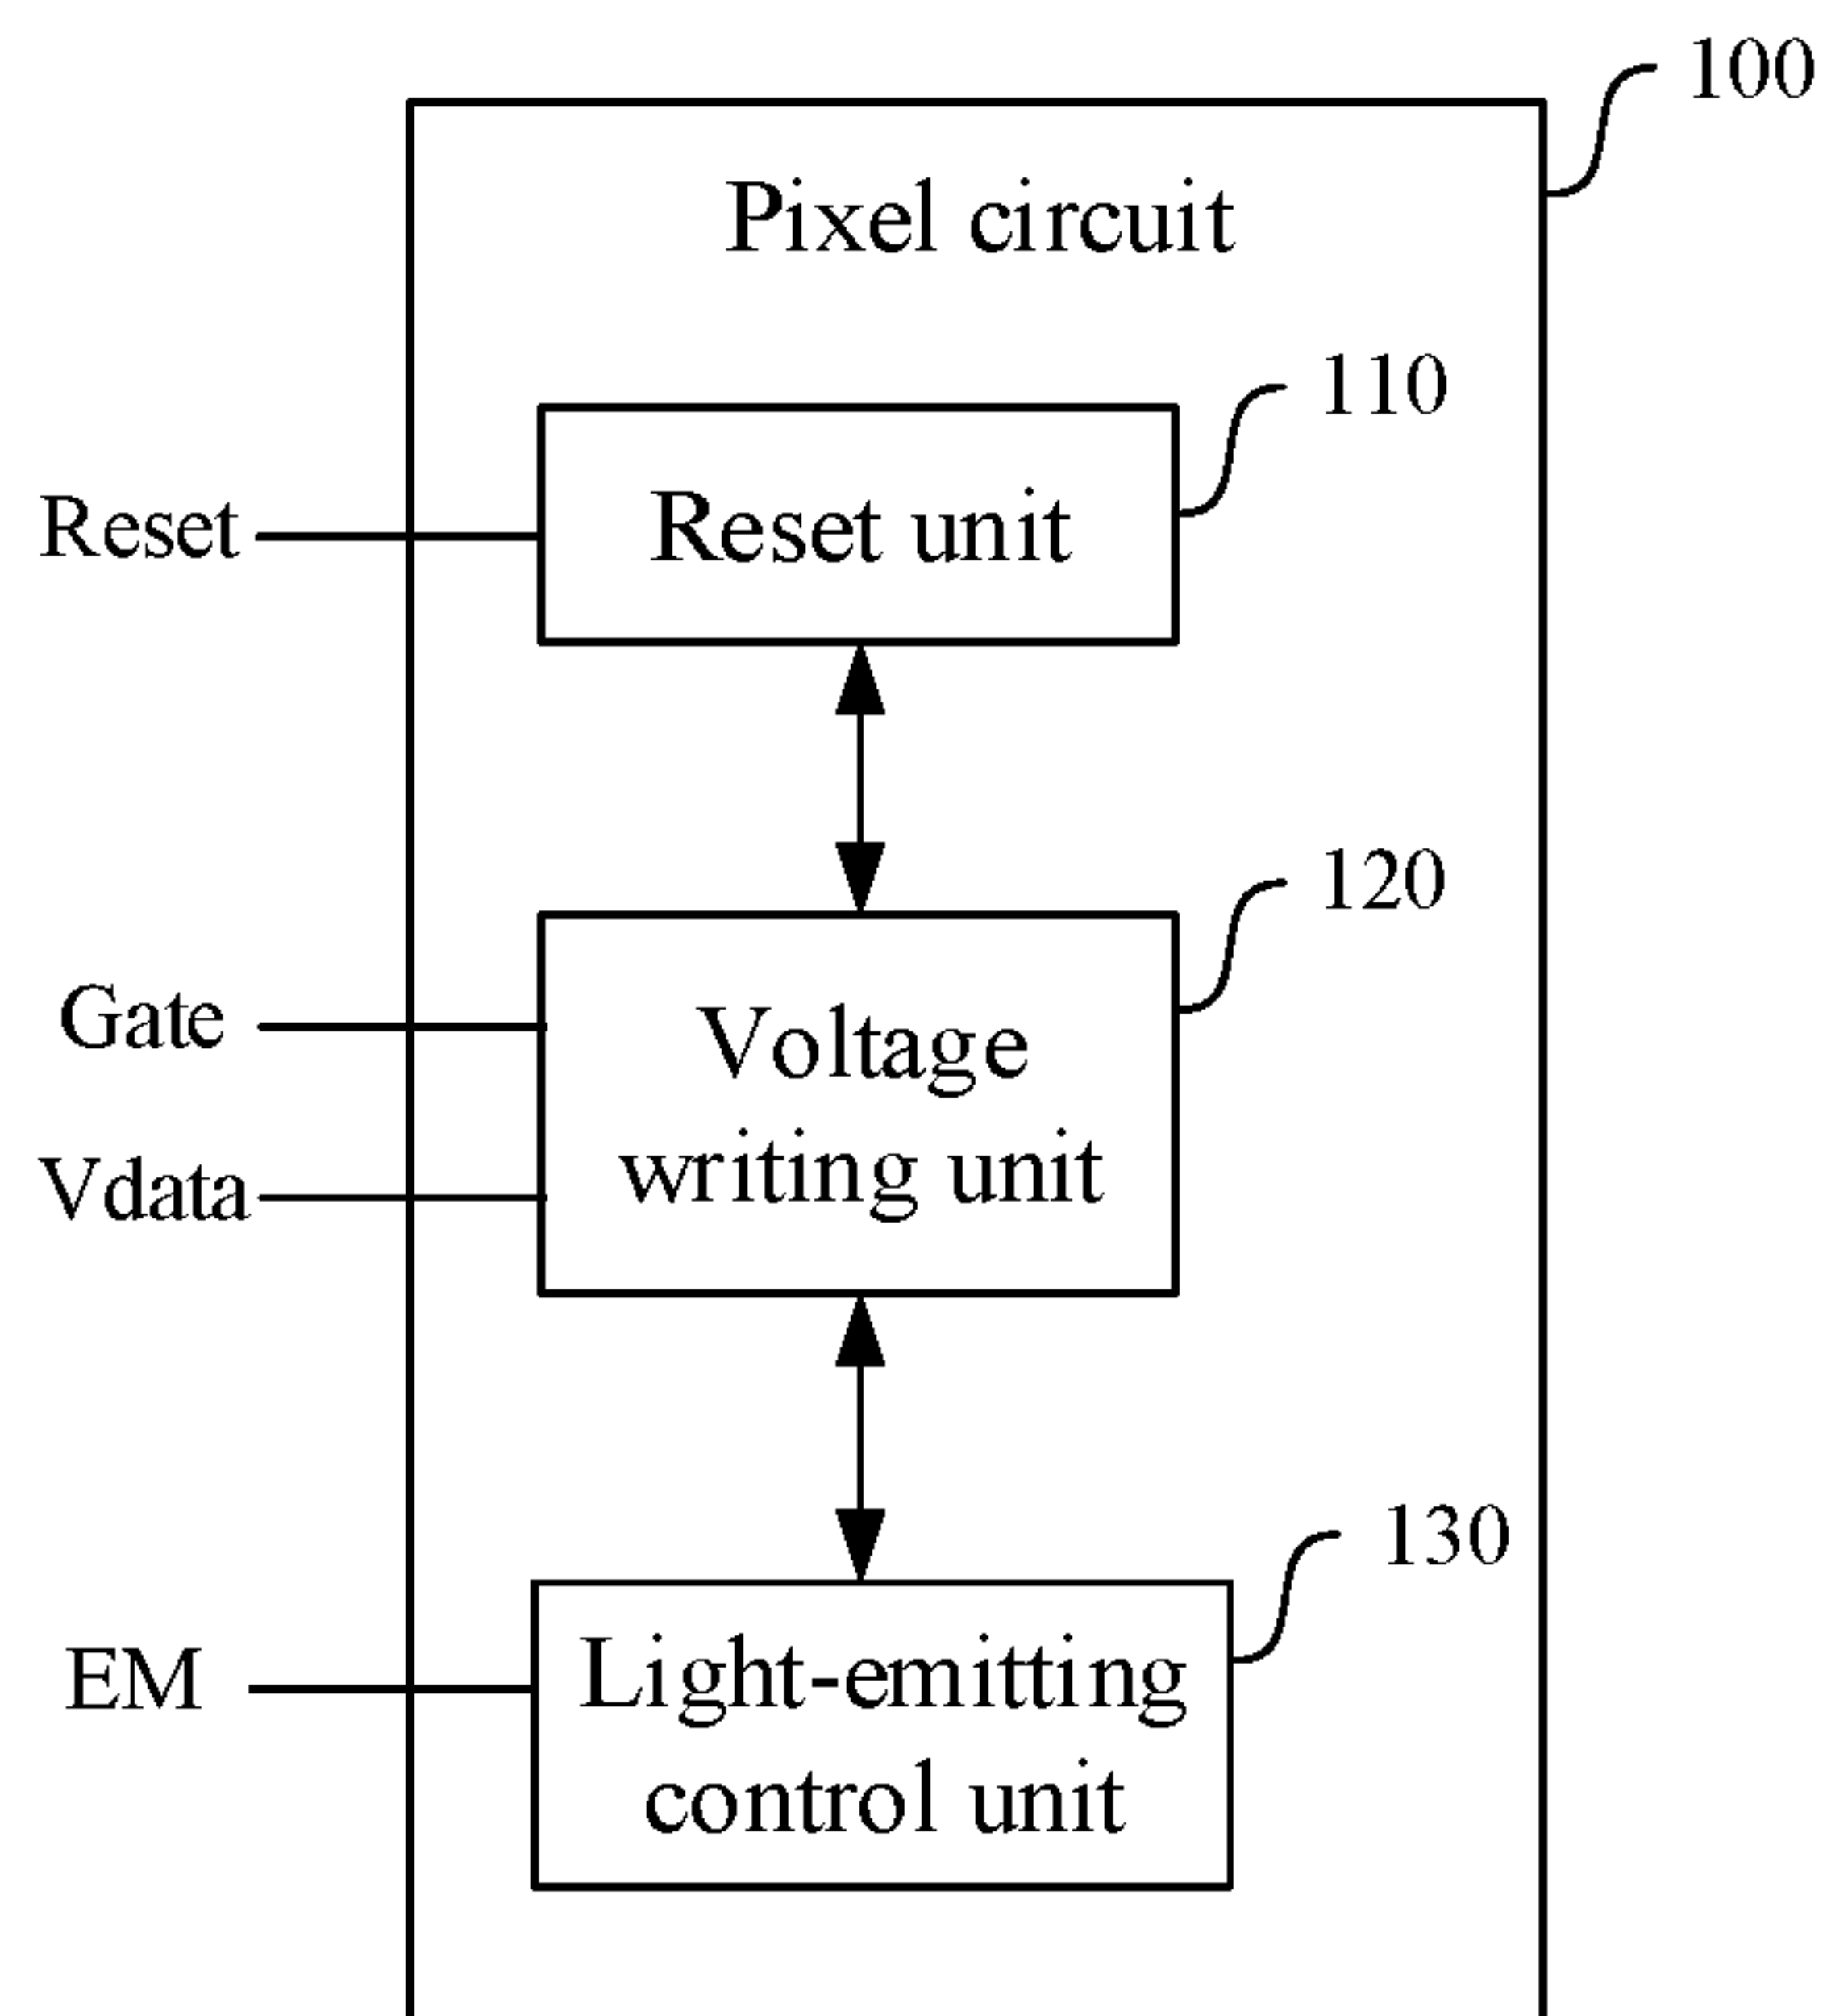 100
Pixel circuit
110
Reset
Reset unit
120
Gate
Voltage
writing unit
Vdata
130
EM
Light-emitting
control unit